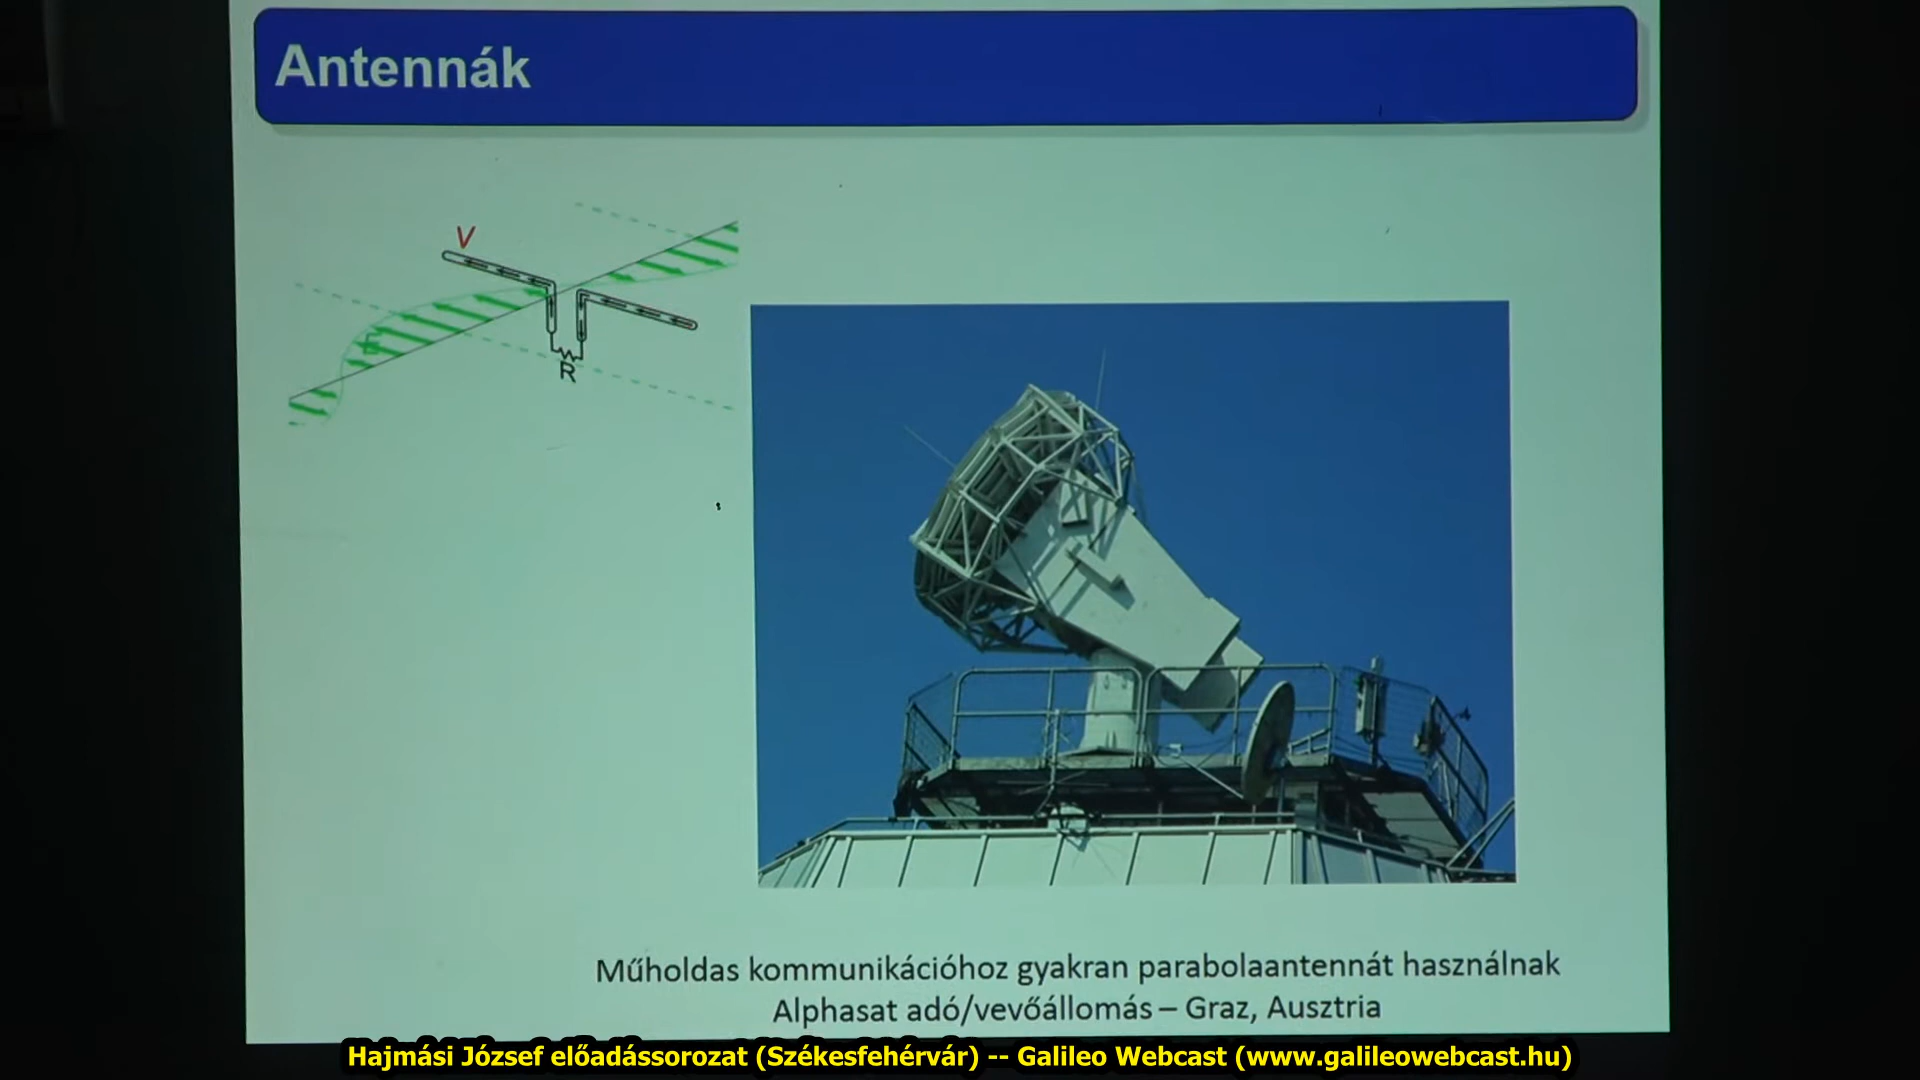 Antennák
V
R
Műholdas kommunikációhoz gyakran parabolaantennát használnak
Alphasat adó/vevőállomás – Graz, Ausztria
Hajmási József előadássorozat (Székesfehérvár) -- Galileo Webcast (www.galileowebcast.hu)